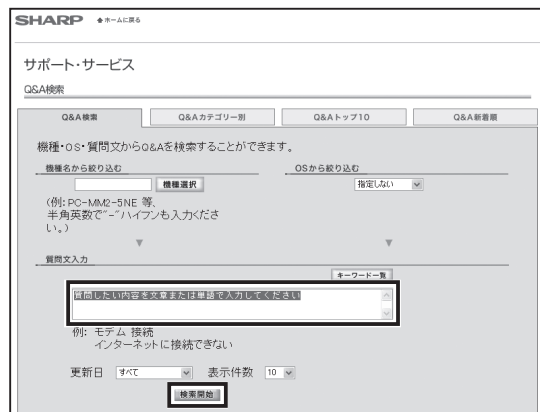 SHARP ホームに戻る
サポート・サービス
Q&A検索
Q&A検索 Q&Aカテゴリー別 Q&Aトップ10 Q&A新着順
機種・OS・質問文からQ&Aを検索することができます。
機種名から絞り込む OSから絞り込む
機種選択 指定しない
(例: PC-MM2-5NE 等、
半角英数で"-"ハイフンも入力くださ
い。)
質問文入力
キーワード一覧
質問したい内容を文章または単語で入力してください
例: モデム 接続
インターネットに接続できない
更新日 すべて 表示件数 10
検索開始